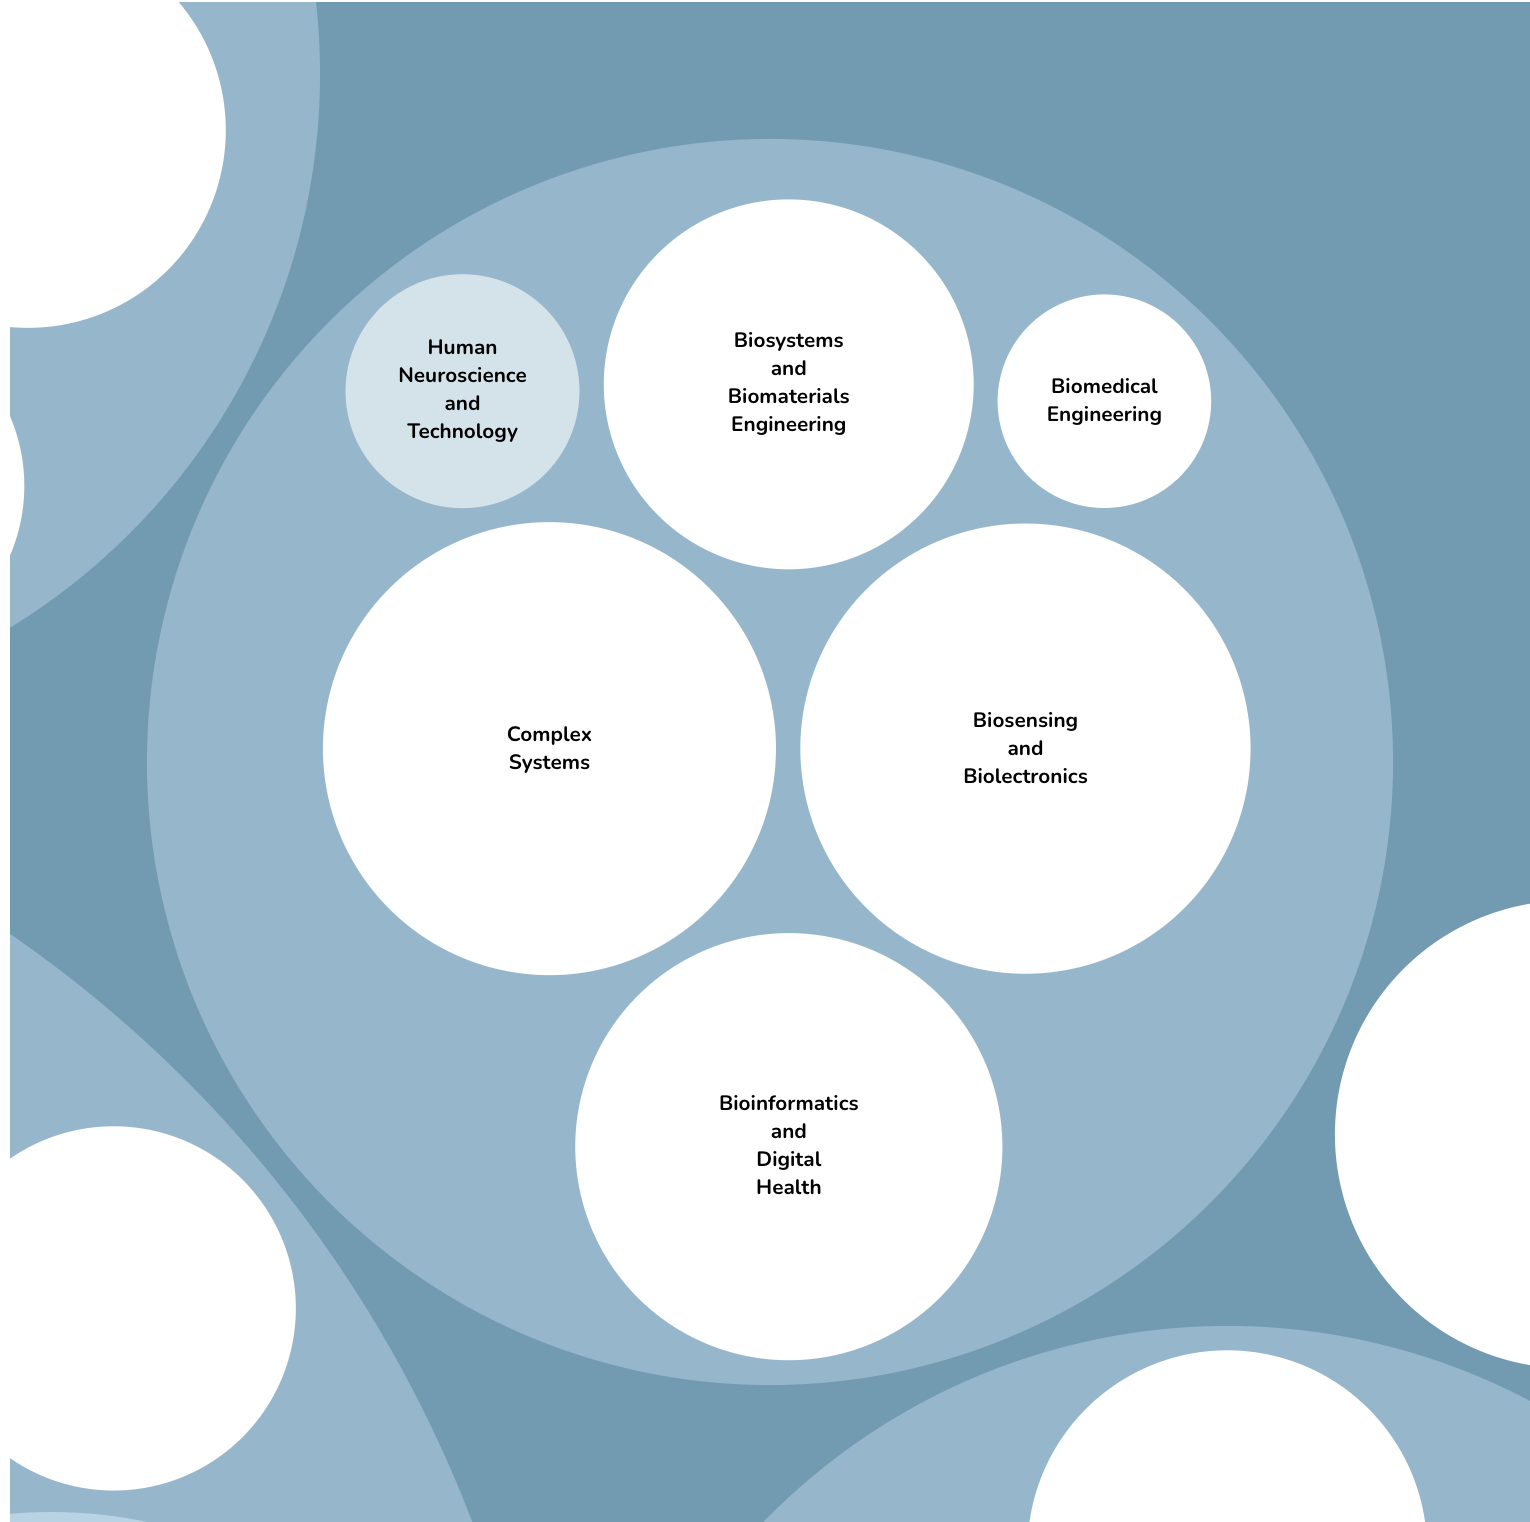 Human
Neuroscience
and
Technology
Biosystems
and
Biomaterials
Engineering
Biomedical
Engineering
Complex
Systems
Biosensing
and
Biolectronics
Bioinformatics
and
Digital
Health